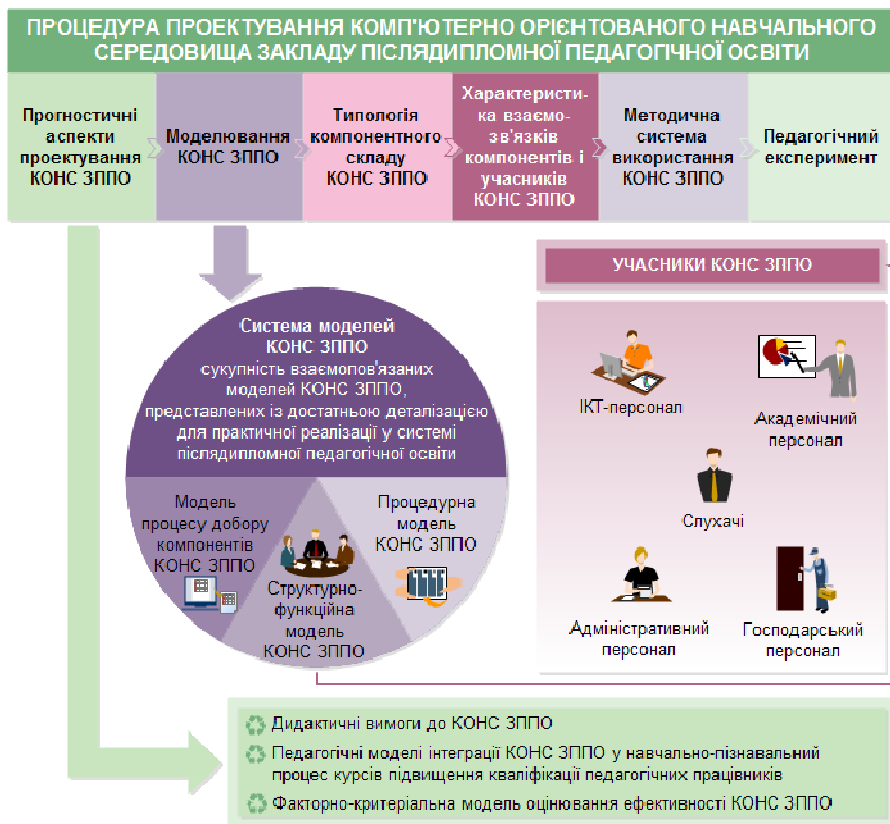 ПРОЦЕДУРА ПРОЕКТУВАННЯ КОМП'ЮТЕРНО ОРІЄНТОВАНОГО НАВЧАЛЬНОГО
СЕРЕДОВИЩА ЗАКЛАДУ ПІСЛЯДИПЛОМНОЇ ПЕДАГОГІЧНОЇ ОСВІТИ
Прогностичні
аспекти
проектування
КОНС ЗППО
Моделювання
КОНС ЗППО
Типологія
компонентного
складу
КОНС ЗППО
Характеристи-
ка взаємо-
зв'язків
компонентів і
учасників
КОНС ЗППО
Методична
система
використання
КОНС ЗППО
Педагогічний
експеримент
Система моделей
КОНС ЗППО
сукупність взаємопов'язаних
моделей КОНС ЗППО,
представлених із достатньою деталізацією
для практичної реалізації у системі
післядипломної педагогічної освіти
Модель
процесу добору
компонентів
КОНС ЗППО
Структурно-
функційна
модель
КОНС ЗППО
Процедурна
модель
КОНС ЗППО
УЧАСНИКИ КОНС ЗППО
ІКТ-персонал
Академічний
персонал
Слухачі
Адміністративний
персонал
Господарський
персонал
Дидактичні вимоги до КОНС ЗППО
Педагогічні моделі інтеграції КОНС ЗППО у навчально-пізнавальний
процес курсів підвищення кваліфікації педагогічних працівників
Факторно-критеріальна модель оцінювання ефективності КОНС ЗППО